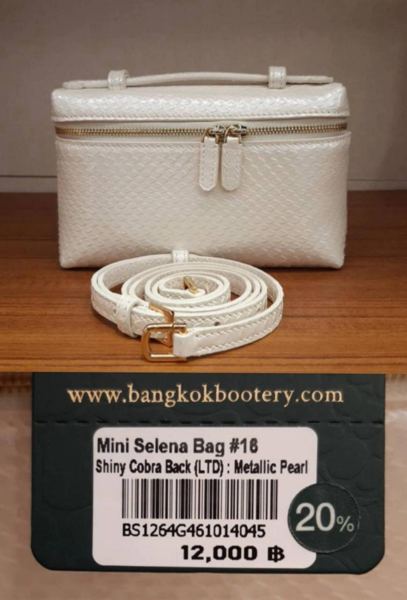 www.bangkokbootery.com
Mini Selena Bag #16
Shiny Cobra Back (LTD) : Metallic Pearl
BS1264G461014045
20%
12,000 ฿